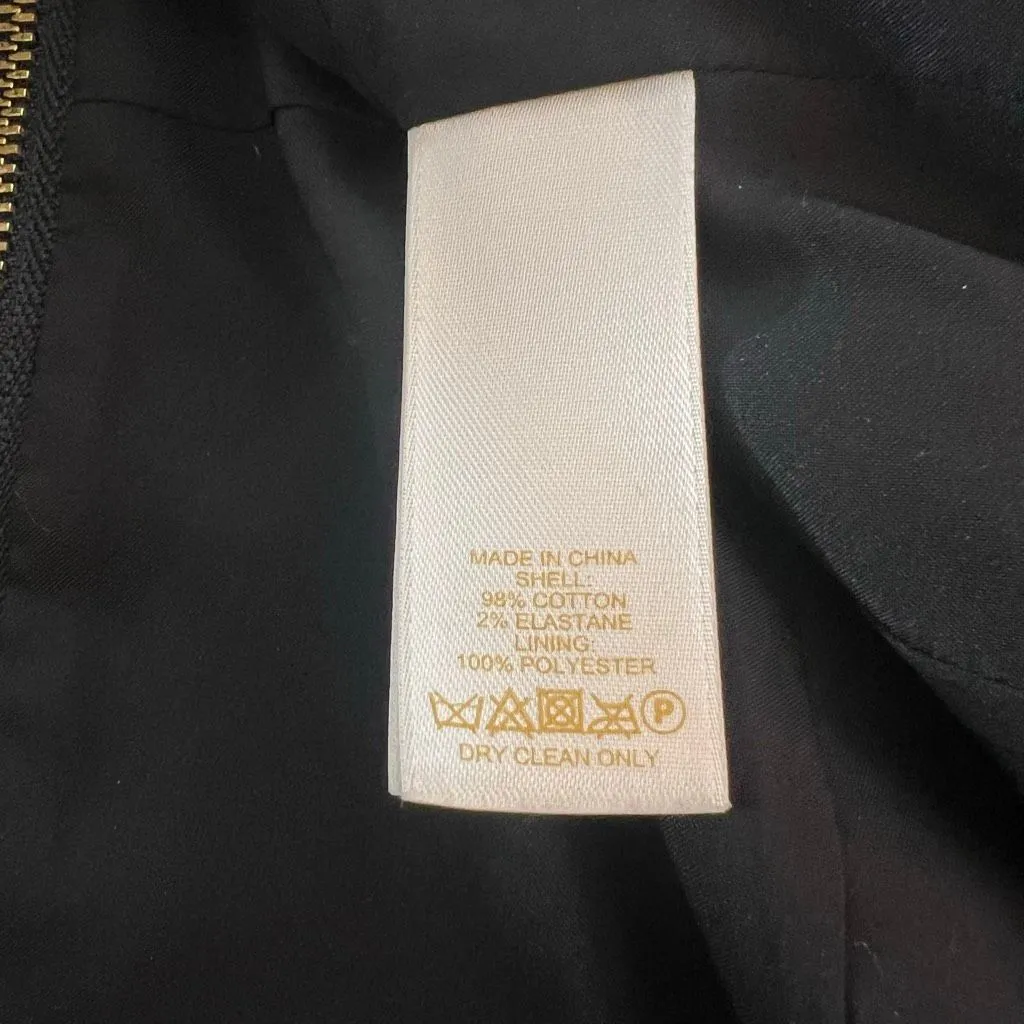 MADE IN CHINA
SHELL:
98% COTTON
2% ELASTANE
LINING:
100% POLYESTER
P
DRY CLEAN ONLY